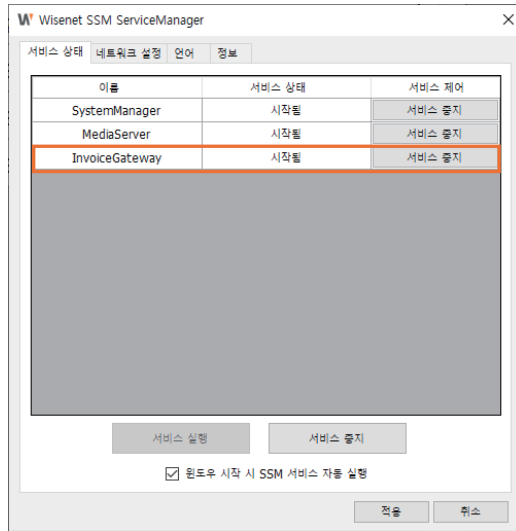 Wisenet SSM ServiceManager
서비스 상태 네트워크 설정 언어 정보
이름 서비스 상태 서비스 제어
SystemManager 시작됨 서비스 중지
MediaServer 시작됨 서비스 중지
InvoiceGateway 시작됨 서비스 중지
서비스 실행 서비스 중지
윈도우 시작 시 SSM 서비스 자동 실행
적용 취소